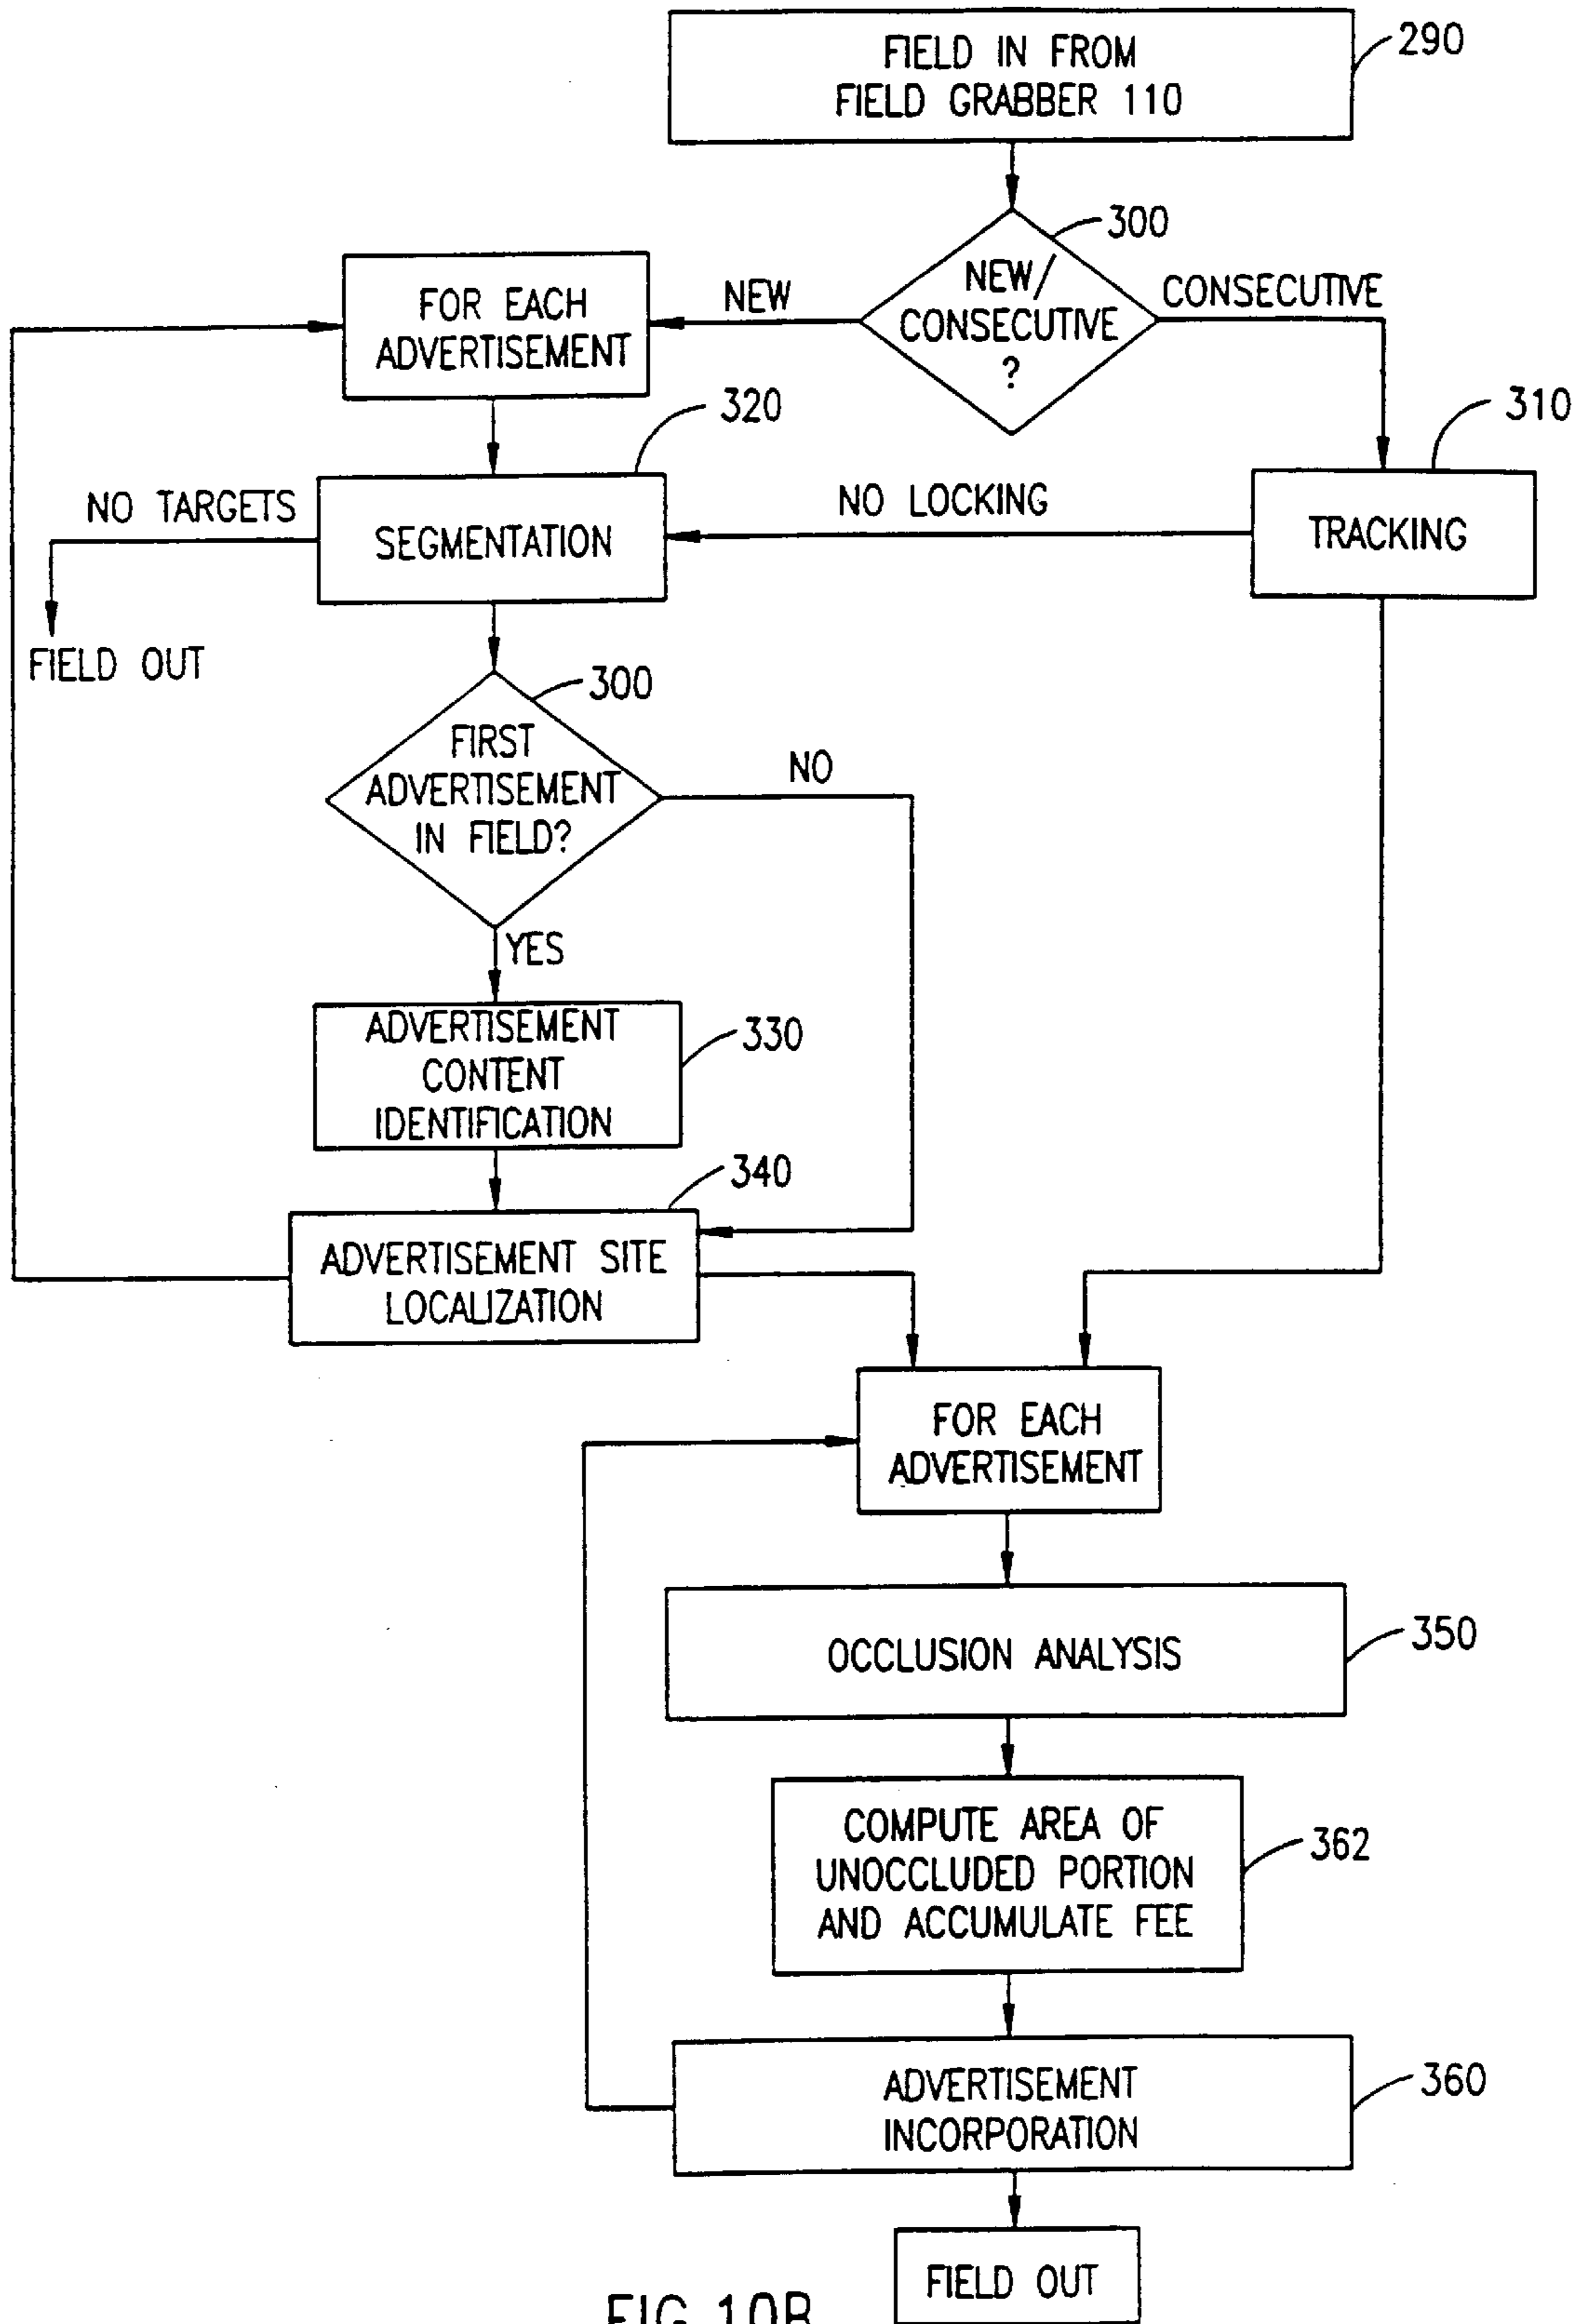 FIELD IN FROM
FIELD GRABBER 110
290
300
NEW/
CONSECUTIVE
?
NEW
CONSECUTIVE
FOR EACH
ADVERTISEMENT
320
310
NO TARGETS
SEGMENTATION
NO LOCKING
TRACKING
FIELD OUT
300
FIRST
ADVERTISEMENT
IN FIELD?
NO
YES
ADVERTISEMENT
CONTENT
IDENTIFICATION
330
340
ADVERTISEMENT SITE
LOCALIZATION
FOR EACH
ADVERTISEMENT
OCCLUSION ANALYSIS
350
COMPUTE AREA OF
UNOCCLUDED PORTION
AND ACCUMULATE FEE
362
ADVERTISEMENT
INCORPORATION
360
FIELD OUT
FIG.10B